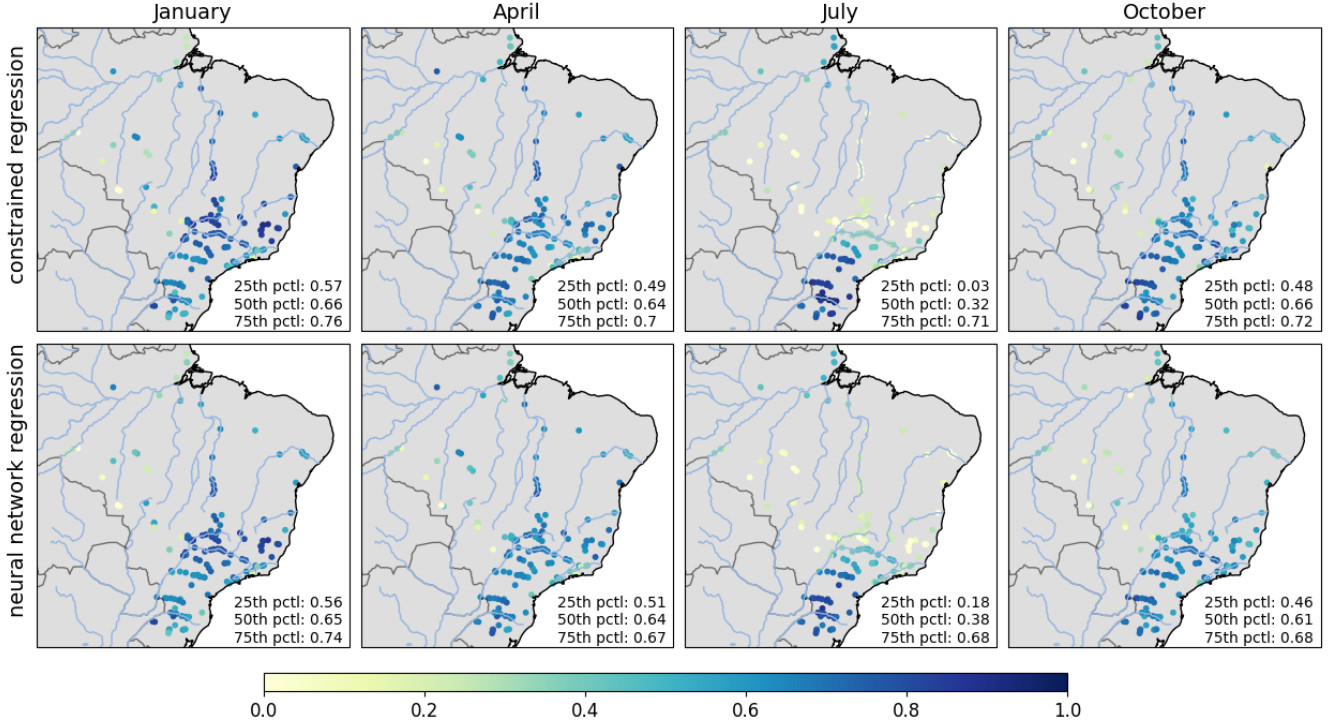 January
April
July
October
constrained regression
25th pctl: 0.57
50th pctl: 0.66
75th pctl: 0.76
25th pctl: 0.49
50th pctl: 0.64
75th pctl: 0.7
25th pctl: 0.03
50th pctl: 0.32
75th pctl: 0.71
25th pctl: 0.48
50th pctl: 0.66
75th pctl: 0.72
neural network regression
25th pctl: 0.56
50th pctl: 0.65
75th pctl: 0.74
25th pctl: 0.51
50th pctl: 0.64
75th pctl: 0.67
25th pctl: 0.18
50th pctl: 0.38
75th pctl: 0.68
25th pctl: 0.46
50th pctl: 0.61
75th pctl: 0.68
0.0 0.2 0.4 0.6 0.8 1.0